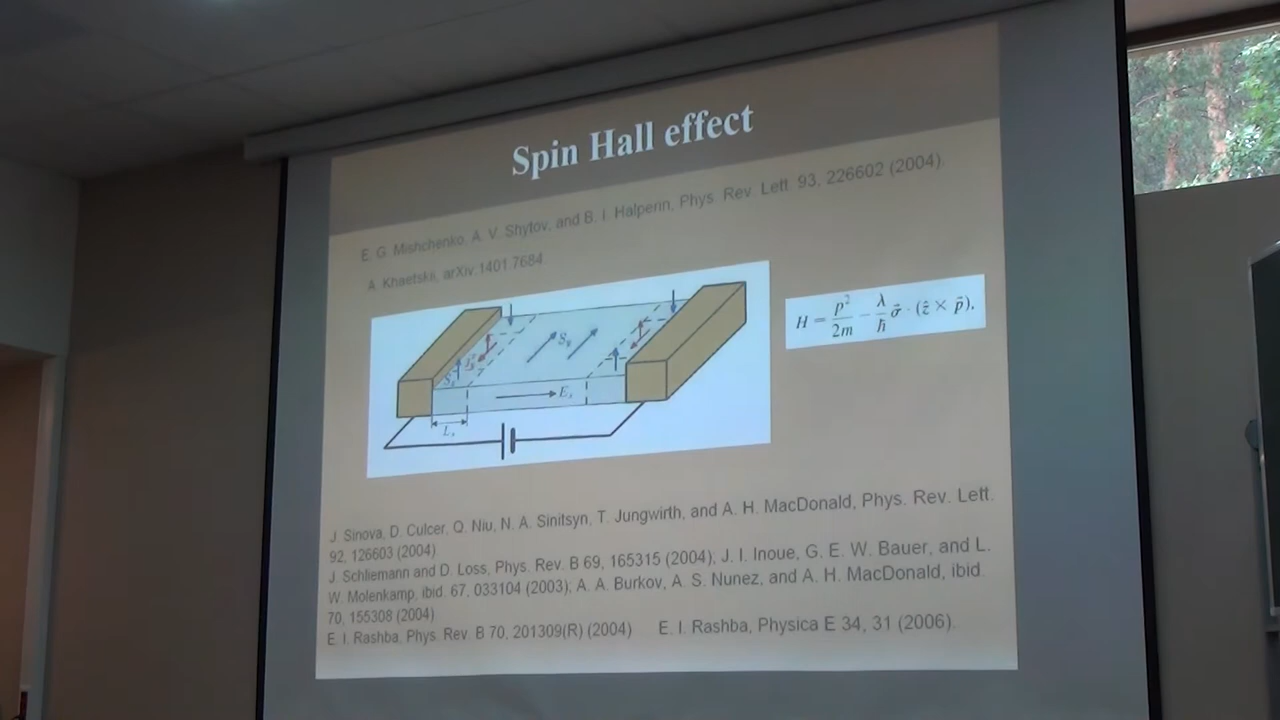 Spin Hall effect
E. G. Mishchenko, A. V. Shytov, and B. I. Halperin, Phys. Rev. Lett. 93, 226602 (2004).
A. Khaetskii, arXiv:1401.7684
H = p²/2m − λ/ħ σ⃗ · (ẑ × p⃗),
Sᵧ
S_z
Eₓ
Lₛ
J. Sinova, D. Culcer, Q. Niu, N. A. Sinitsyn, T. Jungwirth, and A. H. MacDonald, Phys. Rev. Lett.
92, 126603 (2004)
J. Schliemann and D. Loss, Phys. Rev. B 69, 165315 (2004); J. I. Inoue, G. E. W. Bauer, and L.
W. Molenkamp, ibid. 67, 033104 (2003); A. A. Burkov, A. S. Nunez, and A. H. MacDonald, ibid.
70, 155308 (2004)
E. I. Rashba, Phys. Rev. B 70, 201309(R) (2004) E. I. Rashba, Physica E 34, 31 (2006).